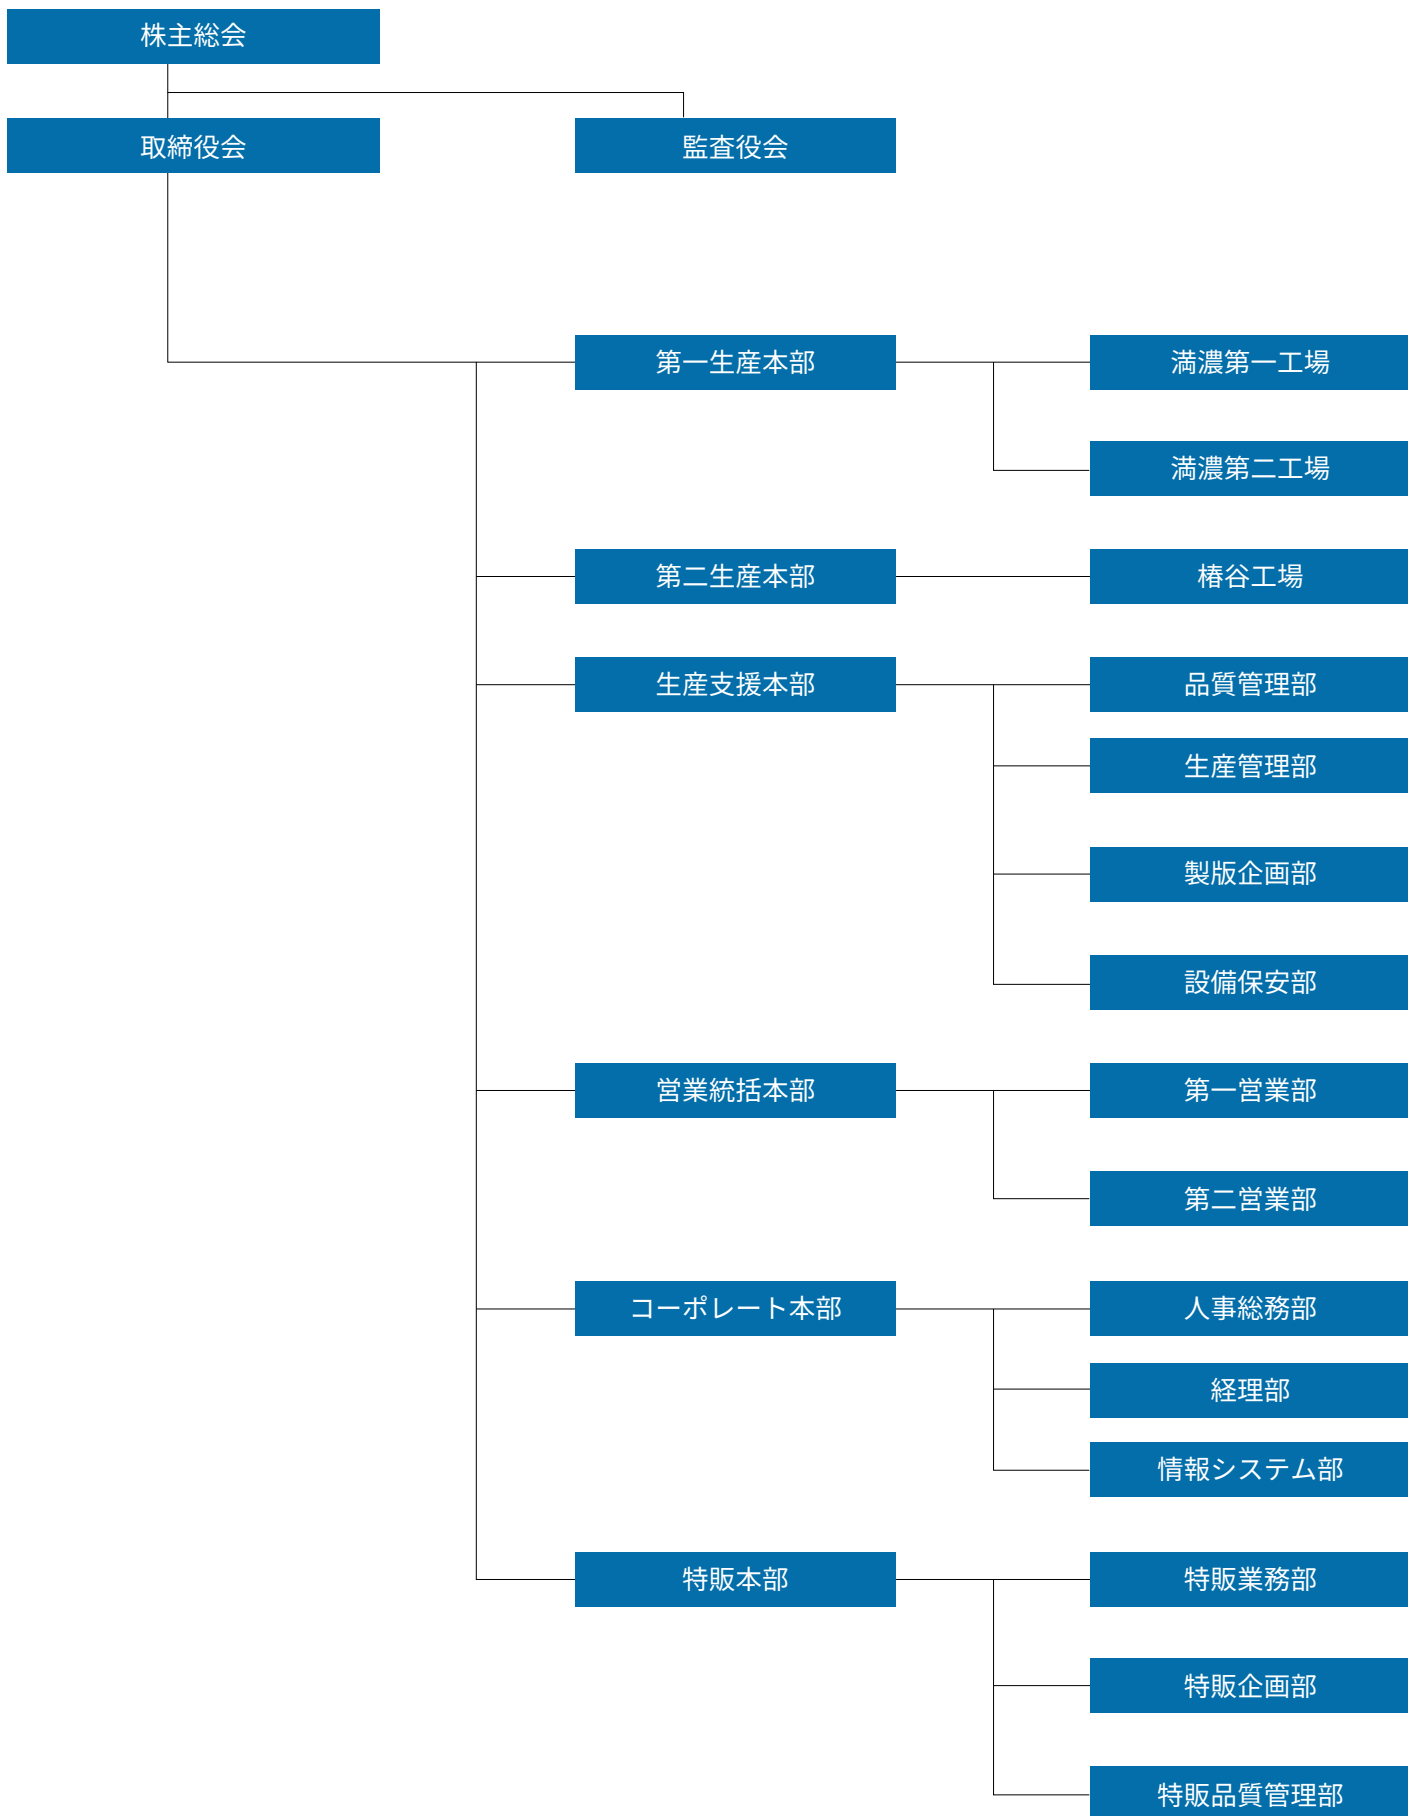 株主総会
取締役会
監査役会
第一生産本部
満濃第一工場
満濃第二工場
第二生産本部
椿谷工場
生産支援本部
品質管理部
生産管理部
製版企画部
設備保安部
営業統括本部
第一営業部
第二営業部
コーポレート本部
人事総務部
経理部
情報システム部
特販本部
特販業務部
特販企画部
特販品質管理部